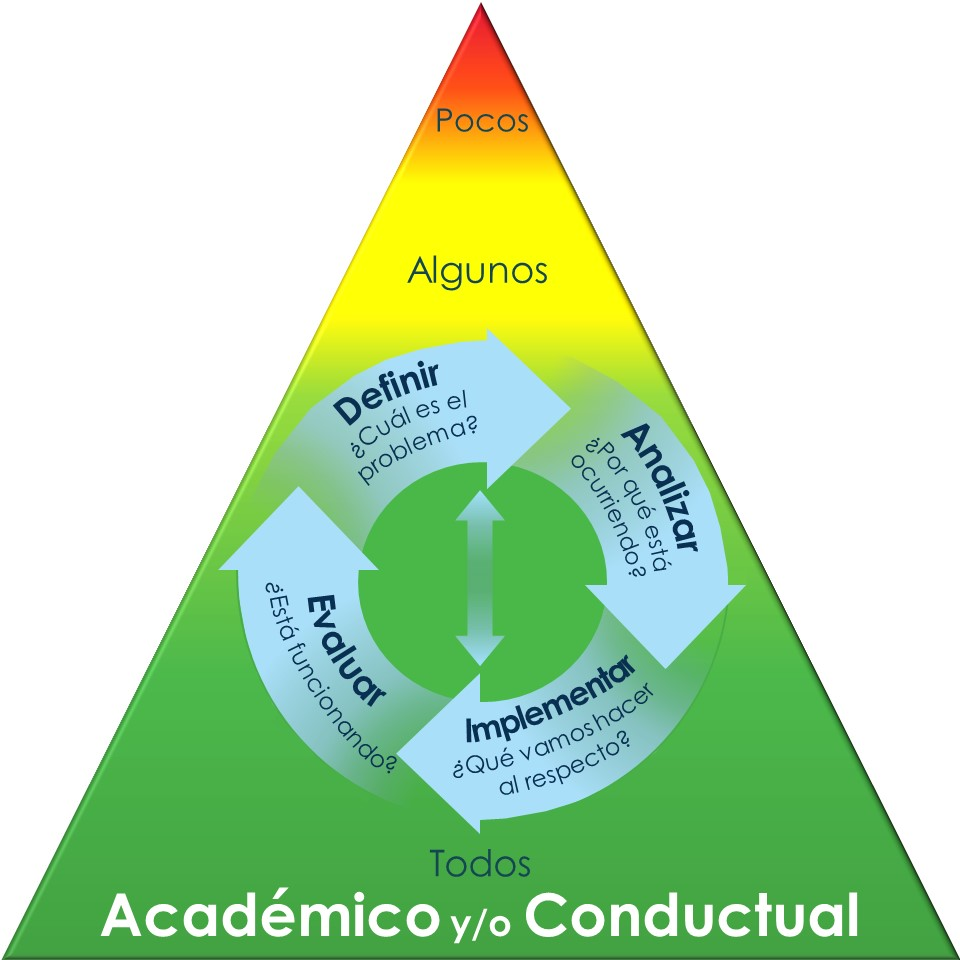 Pocos
Algunos
Definir
¿Cuál es el
problema?
Analizar
¿Por qué está
ocurriendo?
Implementar
¿Qué vamos hacer
al respecto?
Evaluar
¿Está funcionando?
Todos
Académico y/o Conductual